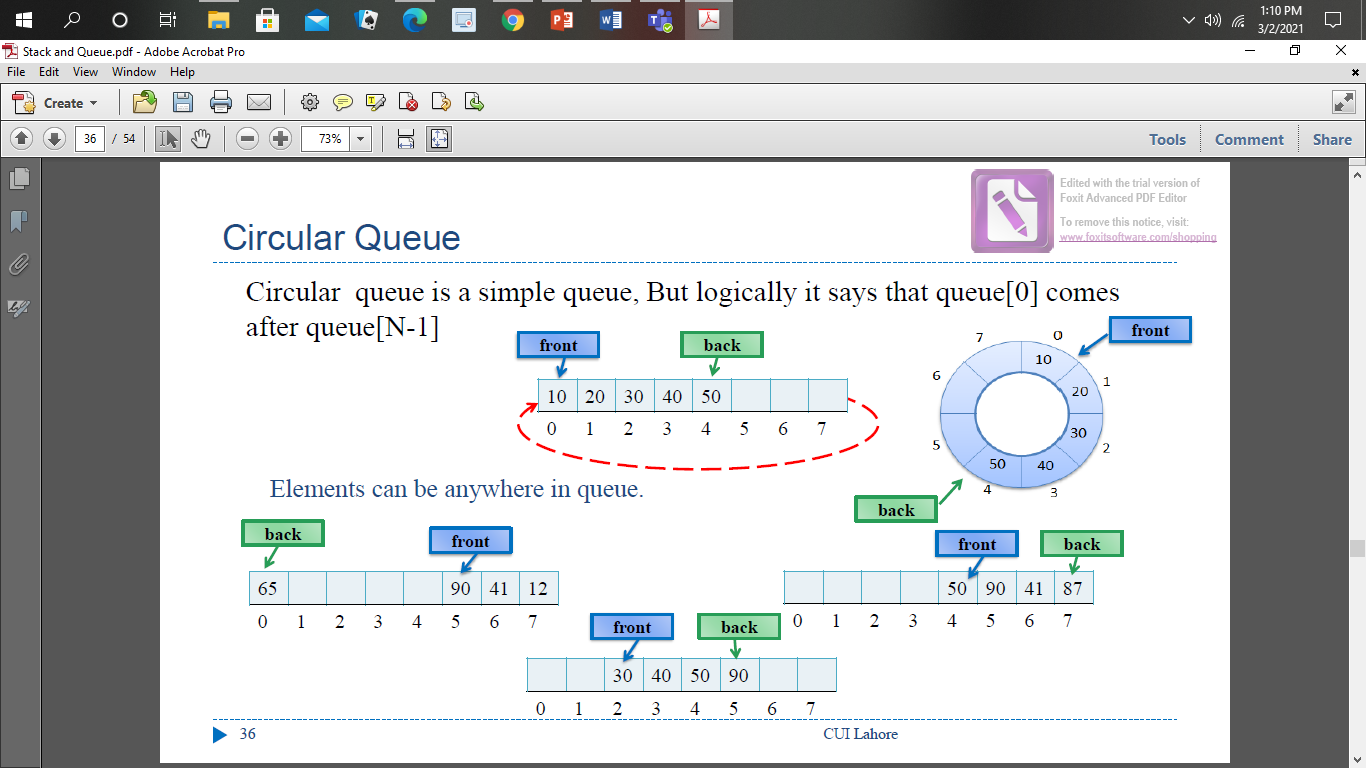 1:10 PM
3/2/2021
Stack and Queue.pdf - Adobe Acrobat Pro
File Edit View Window Help
Create
36 / 54 73% Tools Comment Share
Edited with the trial version of
Foxit Advanced PDF Editor
To remove this notice, visit:
www.foxitsoftware.com/shopping
Circular Queue
Circular queue is a simple queue, But logically it says that queue[0] comes
after queue[N-1]
front back
10 20 30 40 50
0 1 2 3 4 5 6 7
front
7 0
10
6 1
20
30
5 2
50 40
4 3
back
Elements can be anywhere in queue.
back front
65 90 41 12
0 1 2 3 4 5 6 7
front back
50 90 41 87
0 1 2 3 4 5 6 7
front back
30 40 50 90
0 1 2 3 4 5 6 7
36 CUI Lahore